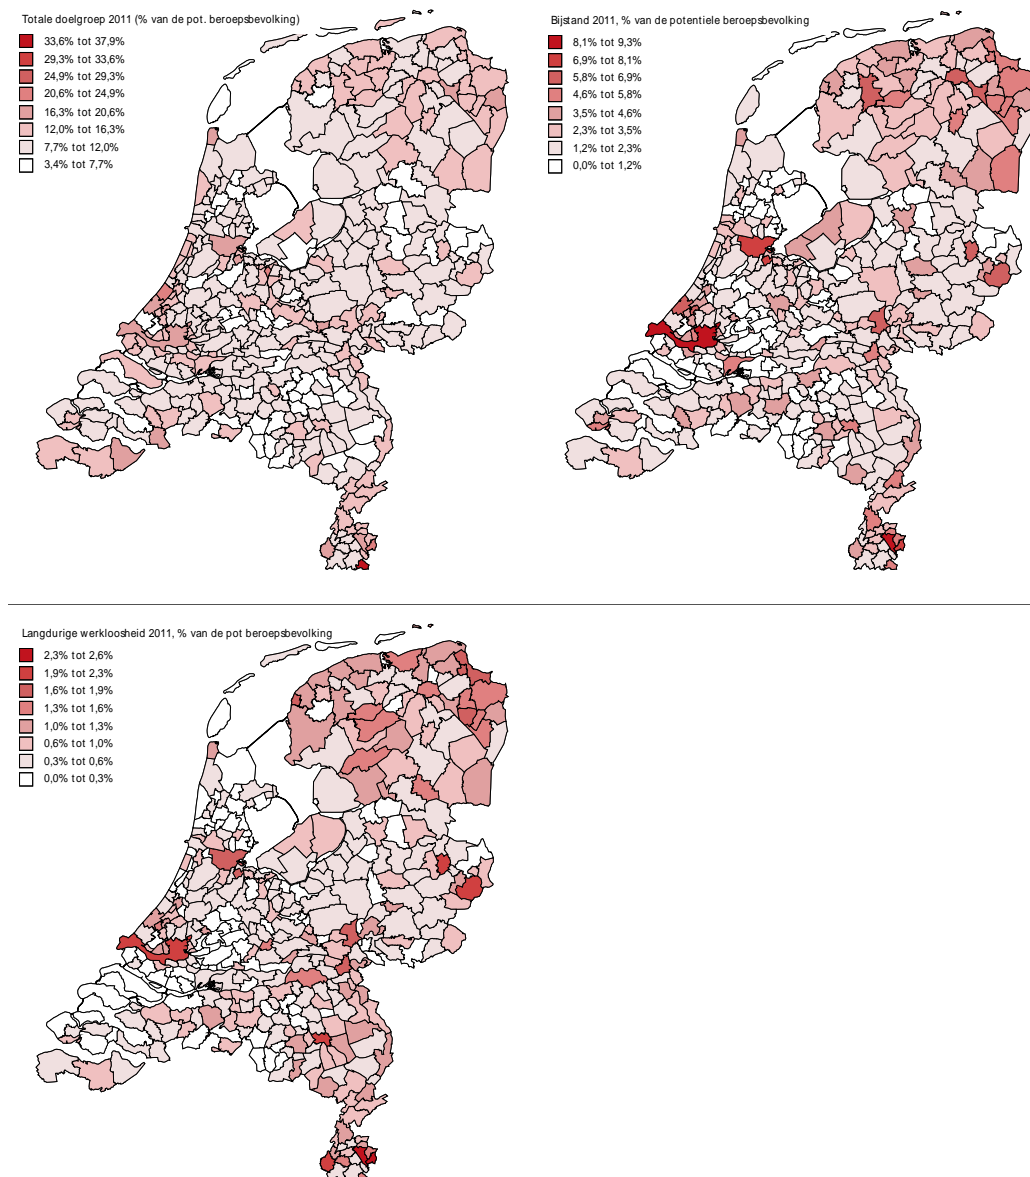 Totale doelgroep 2011 (% van de pot. beroepsbevolking)
33,6% tot 37,9%
29,3% tot 33,6%
24,9% tot 29,3%
20,6% tot 24,9%
16,3% tot 20,6%
12,0% tot 16,3%
7,7% tot 12,0%
3,4% tot 7,7%
Bijstand 2011, % van de potentiele beroepsbevolking
8,1% tot 9,3%
6,9% tot 8,1%
5,8% tot 6,9%
4,6% tot 5,8%
3,5% tot 4,6%
2,3% tot 3,5%
1,2% tot 2,3%
0,0% tot 1,2%
Langdurige werkloosheid 2011, % van de pot beroepsbevolking
2,3% tot 2,6%
1,9% tot 2,3%
1,6% tot 1,9%
1,3% tot 1,6%
1,0% tot 1,3%
0,6% tot 1,0%
0,3% tot 0,6%
0,0% tot 0,3%